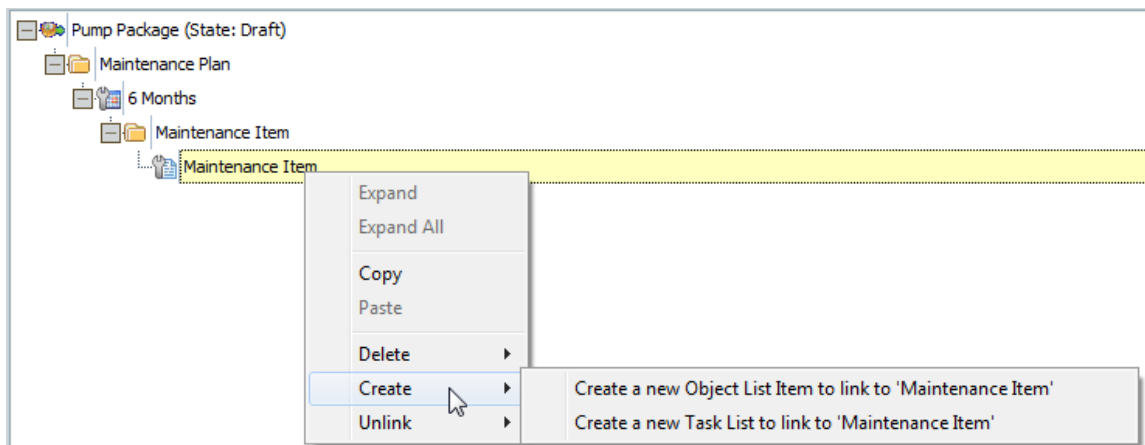 Pump Package (State: Draft)
Maintenance Plan
6 Months
Maintenance Item
Maintenance Item
Expand
Expand All
Copy
Paste
Delete
Create
Create a new Object List Item to link to 'Maintenance Item'
Unlink
Create a new Task List to link to 'Maintenance Item'